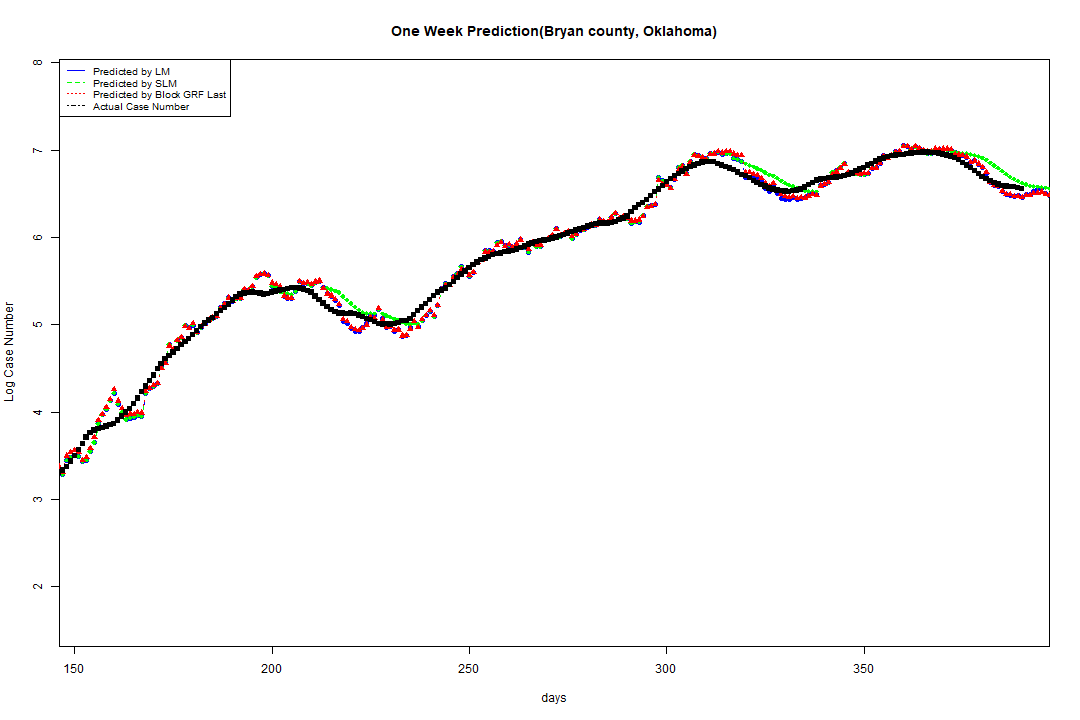 One Week Prediction(Bryan county, Oklahoma)
Predicted by LM
Predicted by SLM
Predicted by Block GRF Last
Actual Case Number
8
7
6
5
4
3
2
Log Case Number
150 200 250 300 350
days